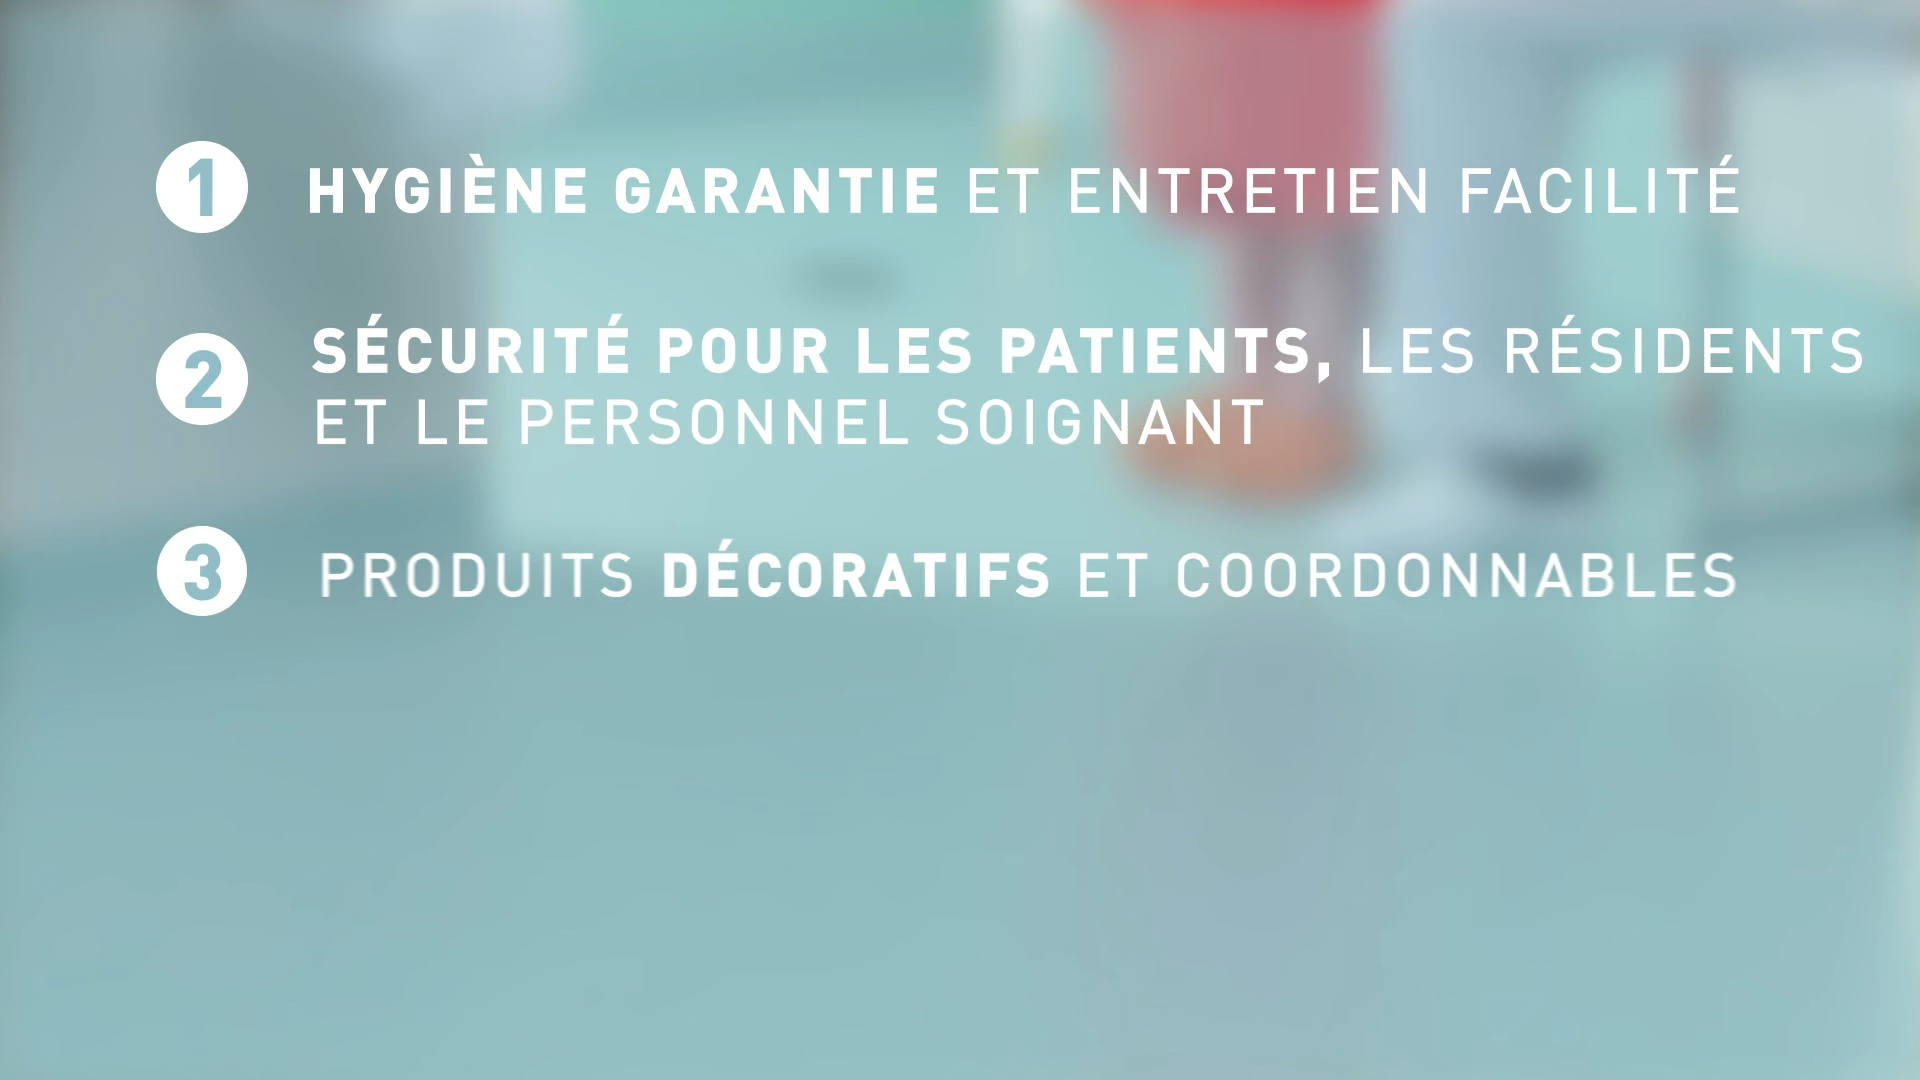 1 HYGIÈNE GARANTIE ET ENTRETIEN FACILITÉ
2 SÉCURITÉ POUR LES PATIENTS, LES RÉSIDENTS
ET LE PERSONNEL SOIGNANT
3 PRODUITS DÉCORATIFS ET COORDONNABLES